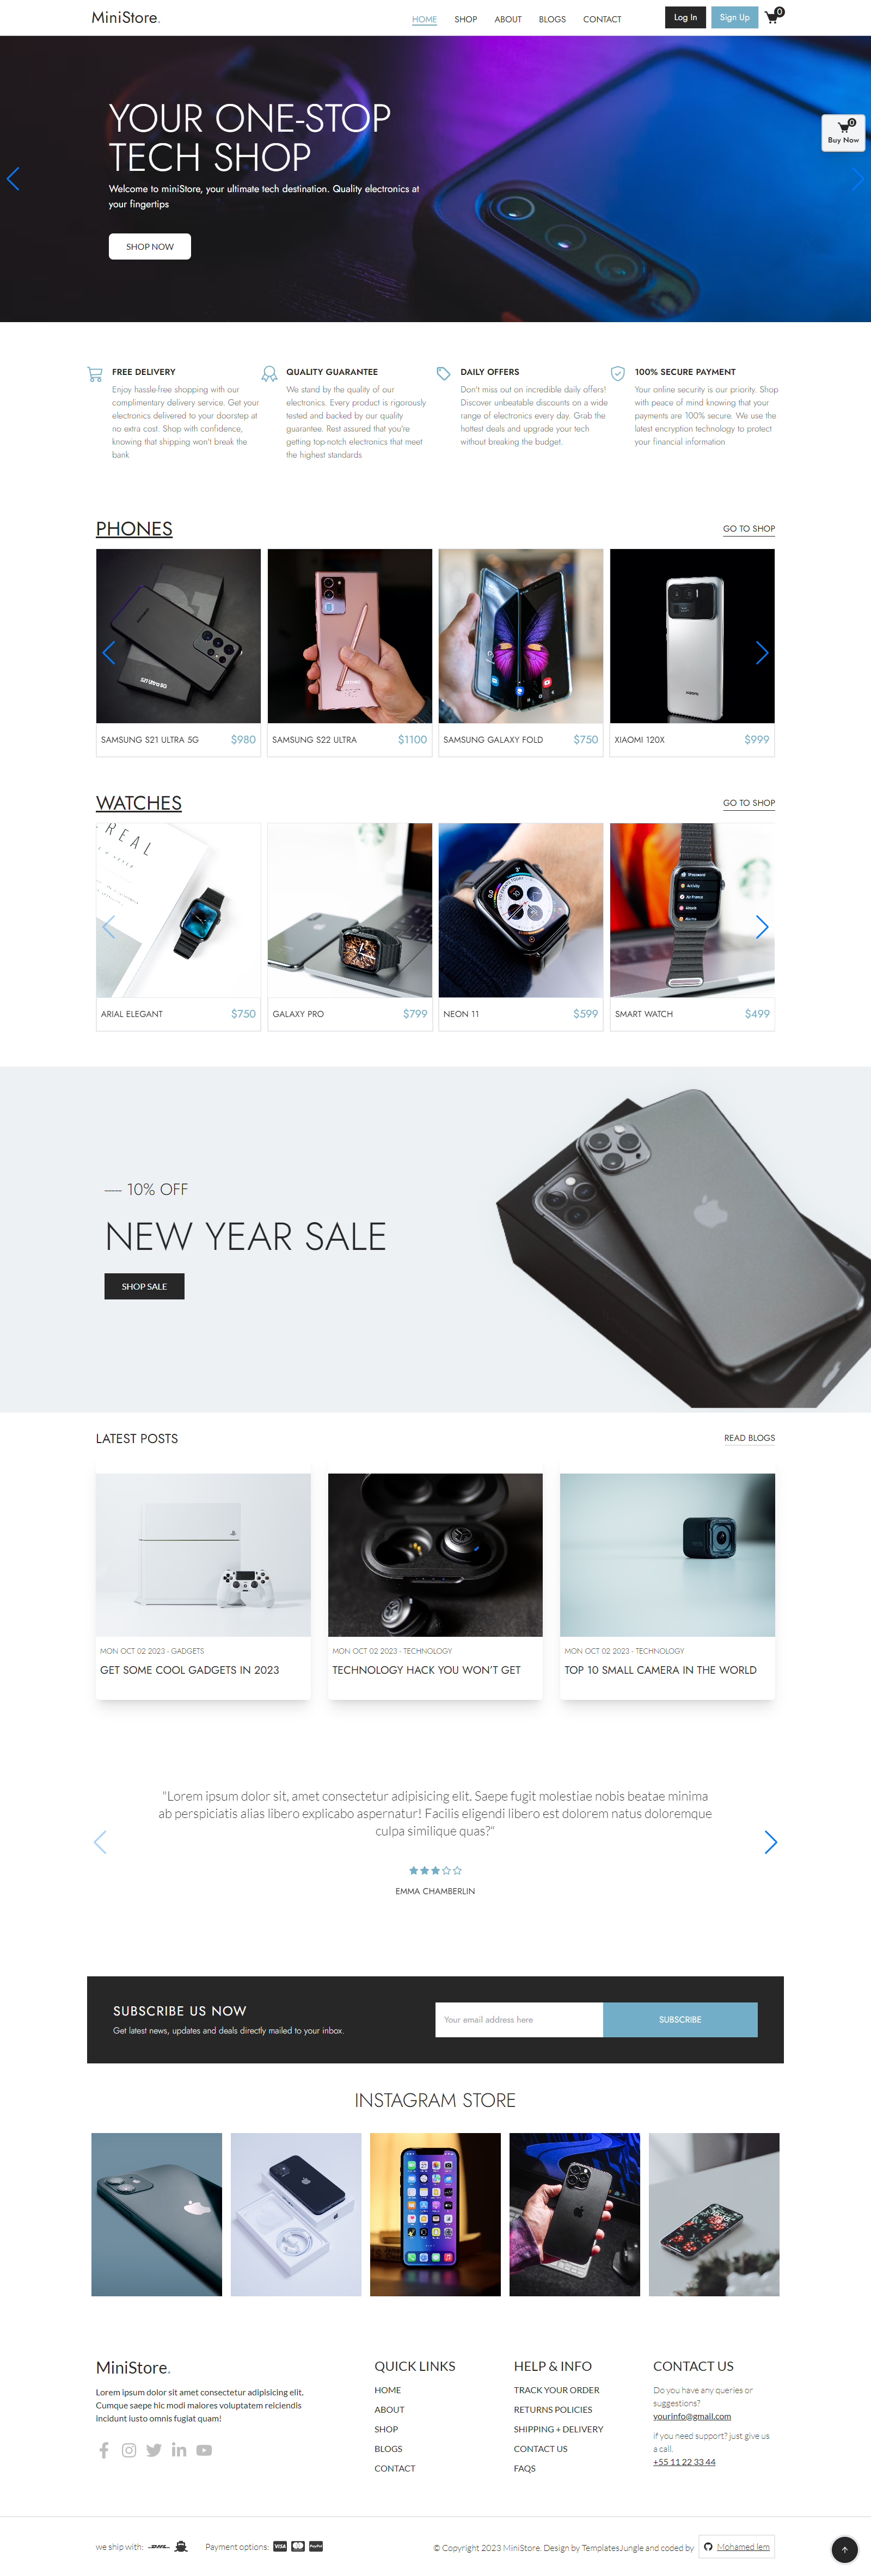 MiniStore.
HOME SHOP ABOUT BLOGS CONTACT
Log In Sign Up 0
YOUR ONE-STOP
TECH SHOP
Welcome to miniStore, your ultimate tech destination. Quality electronics at
your fingertips
SHOP NOW
0
Buy Now
FREE DELIVERY
Enjoy hassle-free shopping with our
complimentary delivery service. Get your
electronics delivered to your doorstep at
no extra cost. Shop with confidence,
knowing that shipping won't break the
bank
QUALITY GUARANTEE
We stand by the quality of our
electronics. Every product is rigorously
tested and backed by our quality
guarantee. Rest assured that you're
getting top-notch electronics that meet
the highest standards
DAILY OFFERS
Don't miss out on incredible daily offers!
Discover unbeatable discounts on a wide
range of electronics every day. Grab the
hottest deals and upgrade your tech
without breaking the budget.
100% SECURE PAYMENT
Your online security is our priority. Shop
with peace of mind knowing that your
payments are 100% secure. We use the
latest encryption technology to protect
your financial information
PHONES
GO TO SHOP
SAMSUNG S21 ULTRA 5G $980
SAMSUNG S22 ULTRA $1100
SAMSUNG GALAXY FOLD $750
XIAOMI 120X $999
WATCHES
GO TO SHOP
ARIAL ELEGANT $750
GALAXY PRO $799
NEON 11 $599
SMART WATCH $499
— 10% OFF
NEW YEAR SALE
SHOP SALE
LATEST POSTS
READ BLOGS
MON OCT 02 2023 - GADGETS
GET SOME COOL GADGETS IN 2023
MON OCT 02 2023 - TECHNOLOGY
TECHNOLOGY HACK YOU WON'T GET
MON OCT 02 2023 - TECHNOLOGY
TOP 10 SMALL CAMERA IN THE WORLD
"Lorem ipsum dolor sit, amet consectetur adipisicing elit. Saepe fugit molestiae nobis beatae minima
ab perspiciatis alias libero explicabo aspernatur! Facilis eligendi libero est dolorem natus doloremque
culpa similique quas?"
EMMA CHAMBERLIN
SUBSCRIBE US NOW
Get latest news, updates and deals directly mailed to your inbox.
Your email address here
SUBSCRIBE
INSTAGRAM STORE
MiniStore.
Lorem ipsum dolor sit amet consectetur adipisicing elit.
Cumque saepe hic modi maiores voluptatem reiciendis
incidunt iusto omnis fugiat quam!
QUICK LINKS
HOME
ABOUT
SHOP
BLOGS
CONTACT
HELP & INFO
TRACK YOUR ORDER
RETURNS POLICIES
SHIPPING + DELIVERY
CONTACT US
FAQS
CONTACT US
Do you have any queries or
suggestions?
yourinfo@gmail.com
if you need support? just give us
a call.
+55 11 22 33 44
we ship with: DHL Payment options: VISA PayPal
© Copyright 2023 MiniStore. Design by TemplatesJungle and coded by Mohamed lem